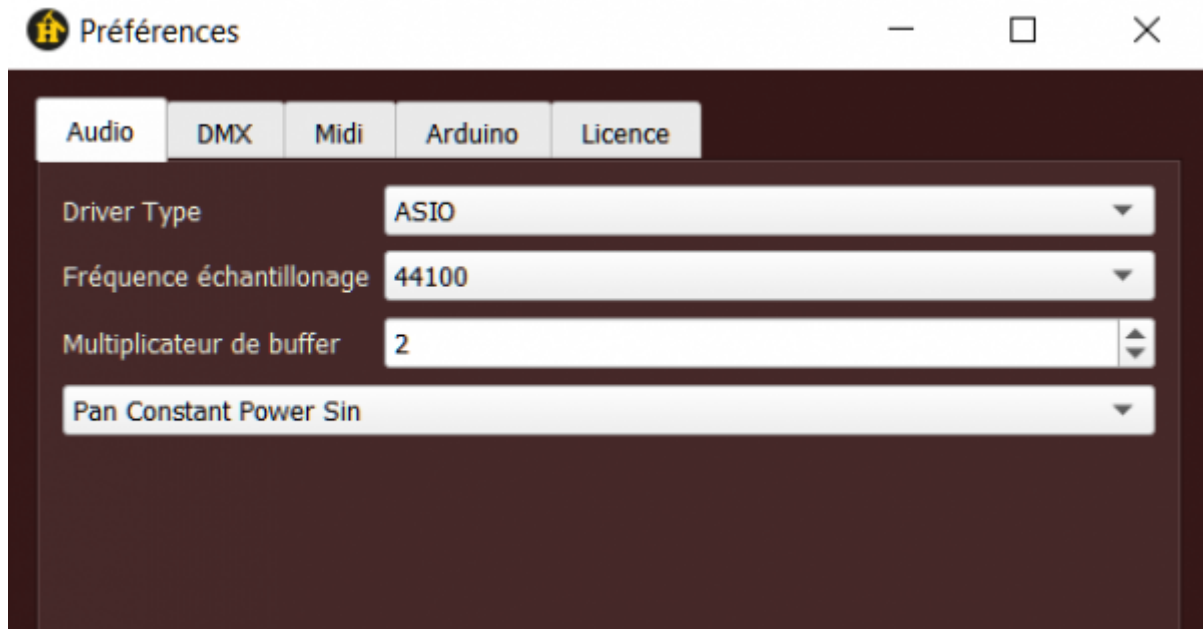 Préférences
Audio DMX Midi Arduino Licence
Driver Type ASIO
Fréquence échantillonage 44100
Multiplicateur de buffer 2
Pan Constant Power Sin